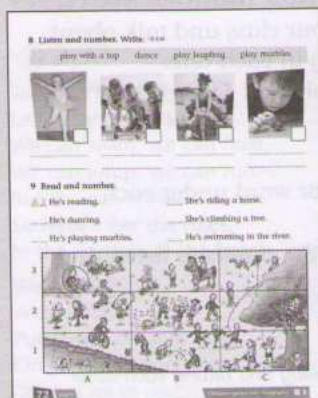 8 Listen and number. Write.
play with a top dance play leapfrog play marbles
9 Read and number.
He's reading. She's riding a horse.
He's dancing. She's climbing a tree.
He's playing marbles. He's swimming in the river.
3
2
1
A B C
72